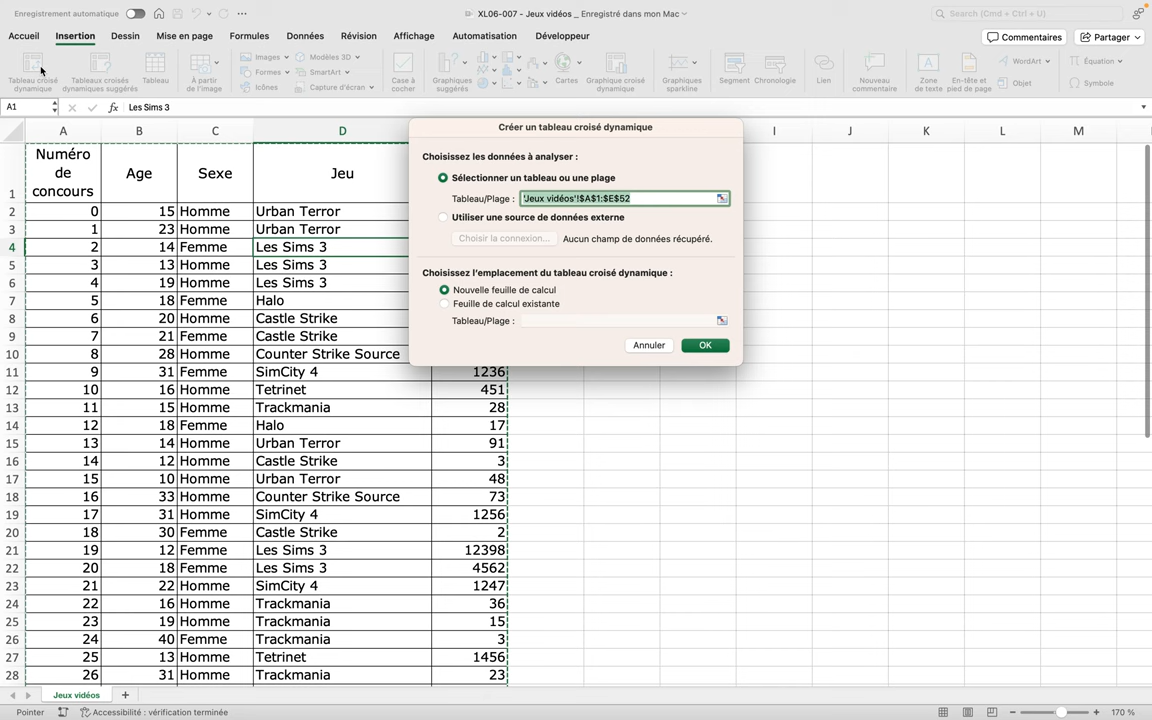 Enregistrement automatique
XL06-007 - Jeux vidéos _ Enregistré dans mon Mac
Search (Cmd + Ctrl + U)
Accueil Insertion Dessin Mise en page Formules Données Révision Affichage Automatisation Développeur
Commentaires Partager
Tableau croisé dynamique
Tableaux croisés dynamiques suggérés
Tableau
À partir de l'image
Images
Formes
Icônes
Modèles 3D
SmartArt
Capture d'écran
Case à cocher
Graphiques suggérés
Cartes
Graphique croisé dynamique
Graphiques sparkline
Segment
Chronologie
Lien
Nouveau commentaire
Zone de texte
En-tête et pied de page
WordArt
Objet
Équation
Symbole
A1 fx Les Sims 3
A B C D I J K L M
1 Numéro de concours Age Sexe Jeu
2 0 15 Homme Urban Terror
3 1 23 Homme Urban Terror
4 2 14 Femme Les Sims 3
5 3 13 Homme Les Sims 3
6 4 19 Homme Les Sims 3
7 5 18 Femme Halo
8 6 20 Homme Castle Strike
9 7 21 Femme Castle Strike
10 8 28 Homme Counter Strike Source
11 9 31 Femme SimCity 4 1236
12 10 16 Homme Tetrinet 451
13 11 15 Homme Trackmania 28
14 12 18 Femme Halo 17
15 13 14 Homme Urban Terror 91
16 14 12 Homme Castle Strike 3
17 15 10 Homme Urban Terror 48
18 16 33 Homme Counter Strike Source 73
19 17 31 Homme SimCity 4 1256
20 18 30 Femme Castle Strike 2
21 19 12 Femme Les Sims 3 12398
22 20 18 Femme Les Sims 3 4562
23 21 22 Homme SimCity 4 1247
24 22 16 Homme Trackmania 36
25 23 19 Homme Trackmania 15
26 24 40 Femme Trackmania 3
27 25 13 Homme Tetrinet 1456
28 26 31 Homme Trackmania 23
Créer un tableau croisé dynamique
Choisissez les données à analyser :
Sélectionner un tableau ou une plage
Tableau/Plage : 'Jeux vidéos'!$A$1:$E$52
Utiliser une source de données externe
Choisir la connexion... Aucun champ de données récupéré.
Choisissez l'emplacement du tableau croisé dynamique :
Nouvelle feuille de calcul
Feuille de calcul existante
Tableau/Plage :
Annuler OK
Jeux vidéos
Pointer Accessibilité : vérification terminée 170 %